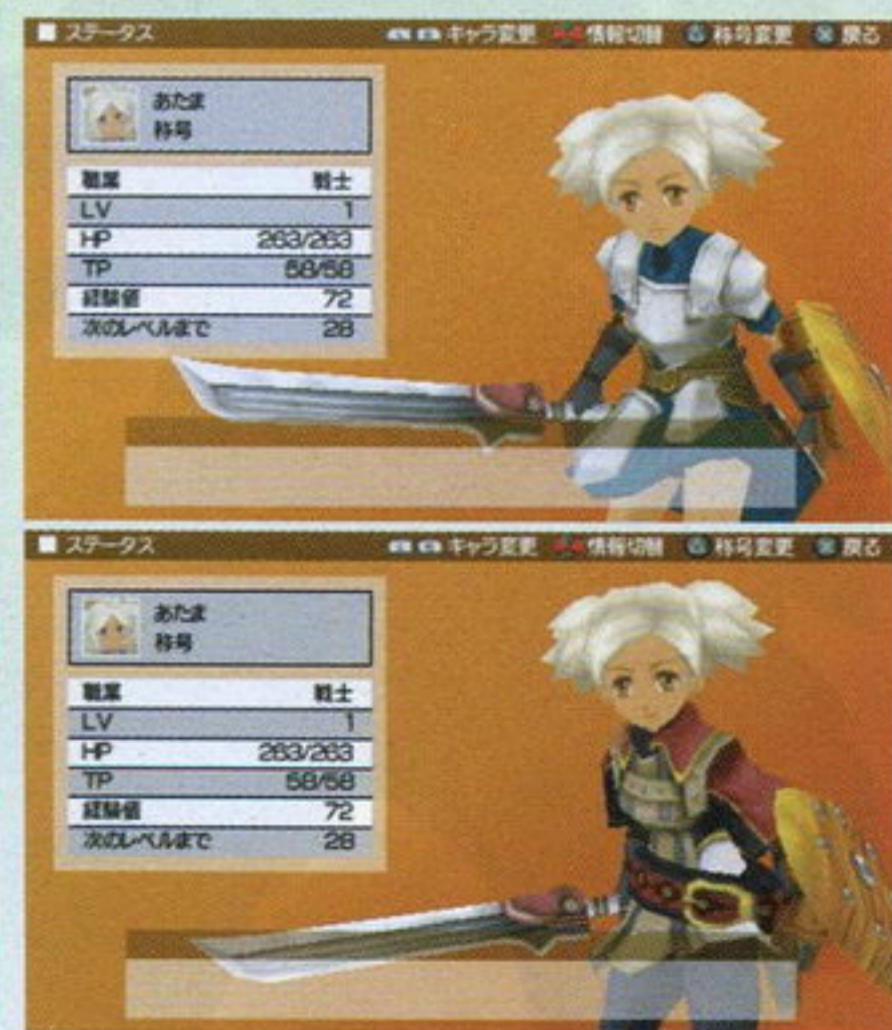 ステータス
キャラ変更 情報切替 称号変更 戻る
あたま
称号
職業 戦士
LV 1
HP 263/263
TP 58/58
経験値 72
次のレベルまで 28
ステータス
キャラ変更 情報切替 称号変更 戻る
あたま
称号
職業 戦士
LV 1
HP 263/263
TP 58/58
経験値 72
次のレベルまで 28